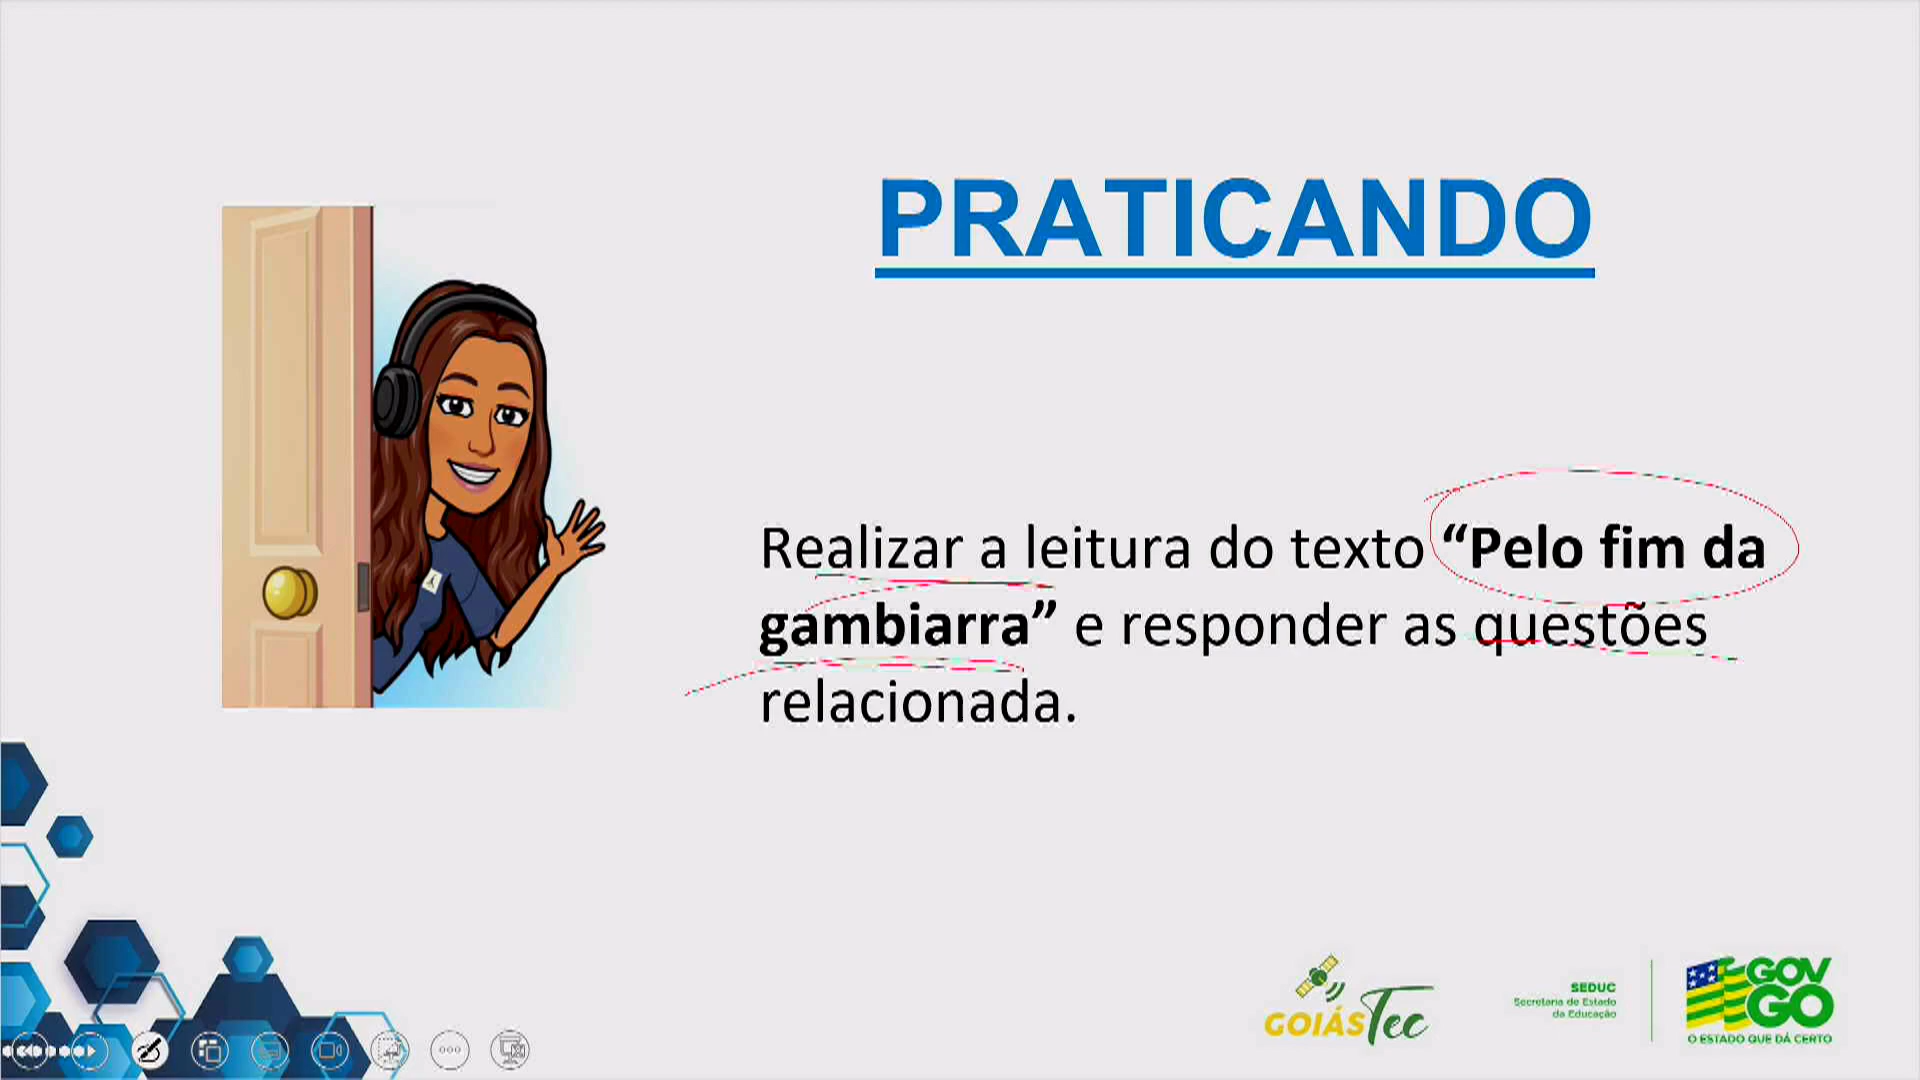 PRATICANDO
Realizar a leitura do texto “Pelo fim da
gambiarra” e responder as questões
relacionada.
GOIÁSTec
SEDUC
Secretaria de Estado
da Educação
GOV
GO
O ESTADO QUE DÁ CERTO